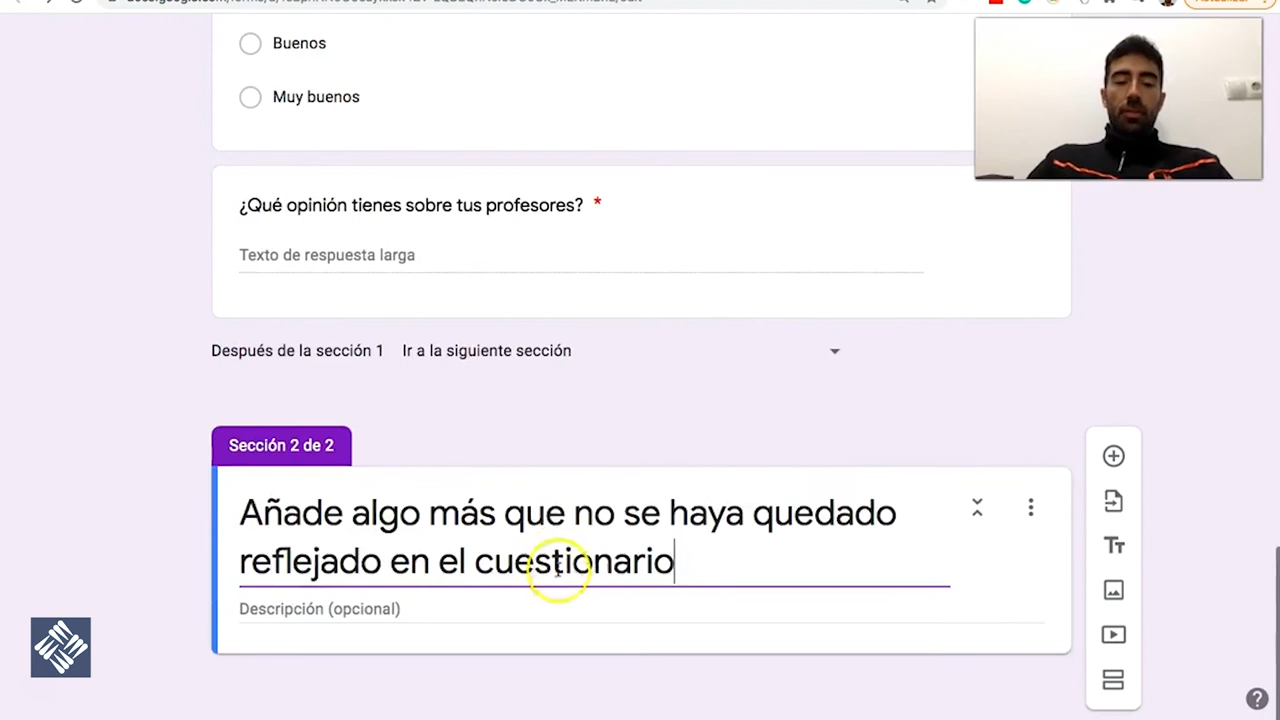 Buenos
Muy buenos
¿Qué opinión tienes sobre tus profesores? *
Texto de respuesta larga
Después de la sección 1 Ir a la siguiente sección
Sección 2 de 2
Añade algo más que no se haya quedado
reflejado en el cuestionario
Descripción (opcional)
Tт